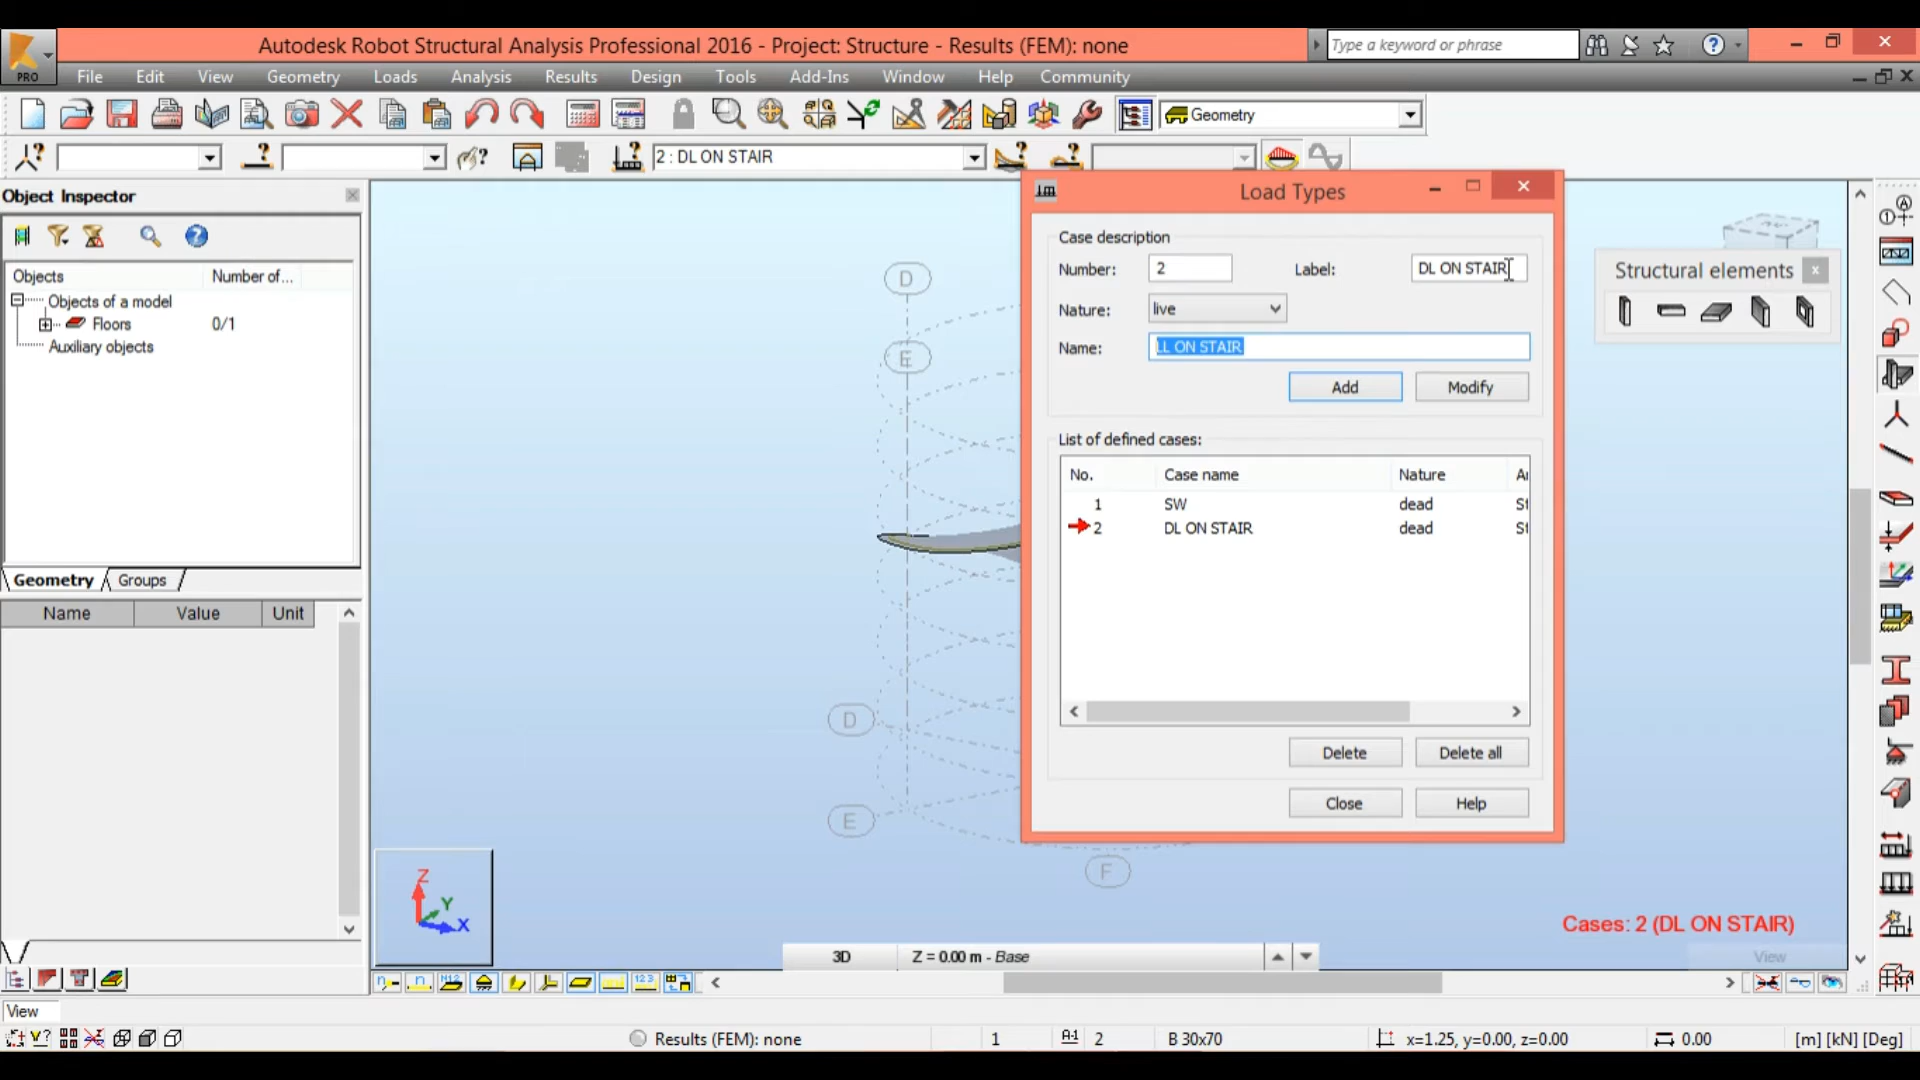 Autodesk Robot Structural Analysis Professional 2016 - Project: Structure - Results (FEM): none
Type a keyword or phrase
PRO
File Edit View Geometry Loads Analysis Results Design Tools Add-Ins Window Help Community
Geometry
2 : DL ON STAIR
Object Inspector
Objects Number of...
Objects of a model
Floors 0/1
Auxiliary objects
Geometry Groups
Name Value Unit
Load Types
Case description
Number: 2 Label: DL ON STAIR
Nature: live
Name: LL ON STAIR
Add Modify
List of defined cases:
No. Case name Nature
1 SW dead
2 DL ON STAIR dead
Delete Delete all
Close Help
Structural elements x
D
E
D
E
F
Z
Y
X
Cases: 2 (DL ON STAIR)
3D Z = 0.00 m - Base
View
View
Results (FEM): none 1 2 B 30x70 x=1.25, y=0.00, z=0.00 0.00 [m] [kN] [Deg]